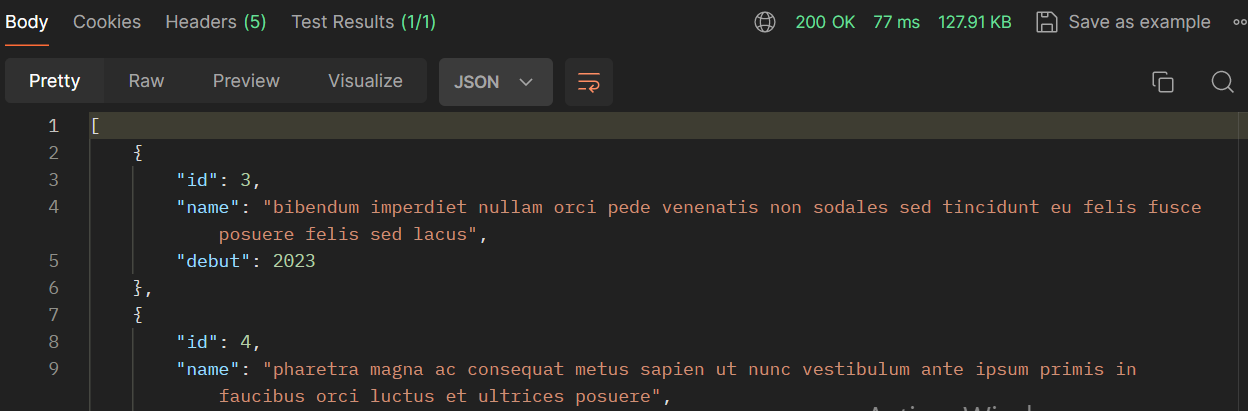 Body Cookies Headers (5) Test Results (1/1) 200 OK 77 ms 127.91 KB Save as example
Pretty Raw Preview Visualize JSON
1 [
2 {
3 "id": 3,
4 "name": "bibendum imperdiet nullam orci pede venenatis non sodales sed tincidunt eu felis fusce
posuere felis sed lacus",
5 "debut": 2023
6 },
7 {
8 "id": 4,
9 "name": "pharetra magna ac consequat metus sapien ut nunc vestibulum ante ipsum primis in
faucibus orci luctus et ultrices posuere",